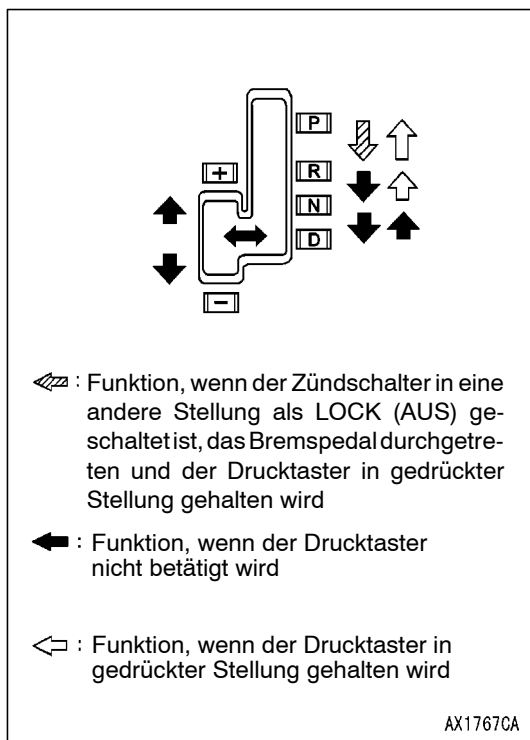 P
+
R
N
D
−
: Funktion, wenn der Zündschalter in eine
andere Stellung als LOCK (AUS) ge-
schaltet ist, das Bremspedal durchgetre-
ten und der Drucktaster in gedrückter
Stellung gehalten wird
: Funktion, wenn der Drucktaster
nicht betätigt wird
: Funktion, wenn der Drucktaster in
gedrückter Stellung gehalten wird
AX1767CA